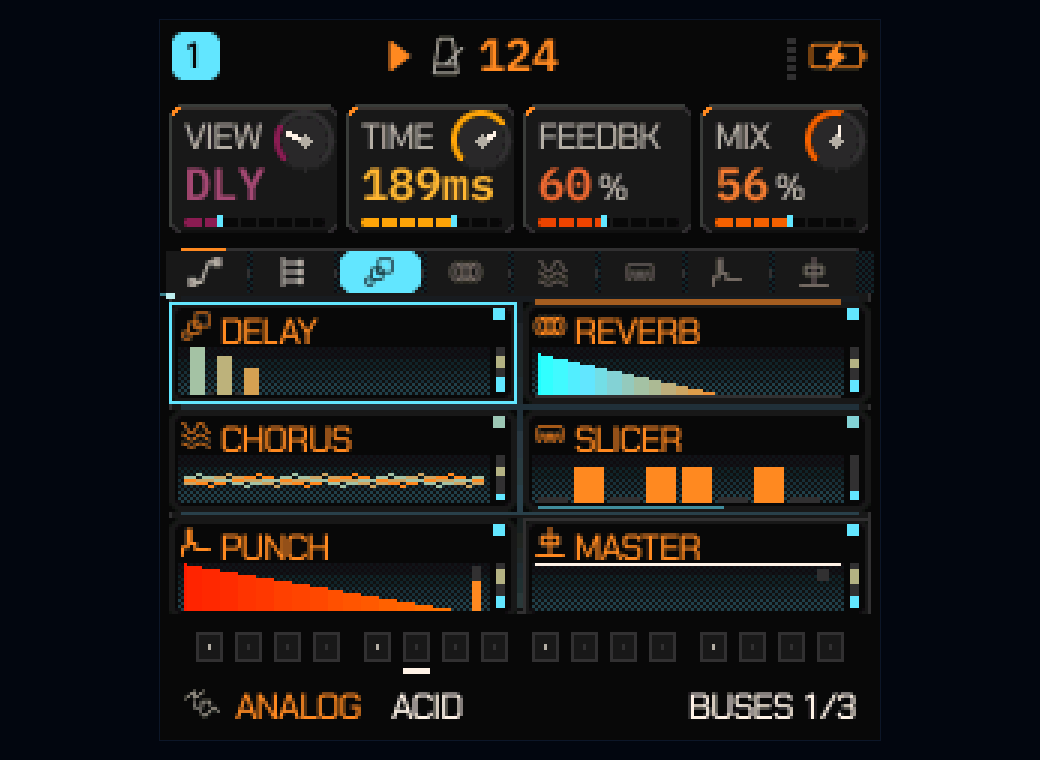 1 124
VIEW TIME FEEDBK MIX
DLY 189ms 60 % 56 %
DELAY REVERB
CHORUS SLICER
PUNCH MASTER
ANALOG ACID BUSES 1/3